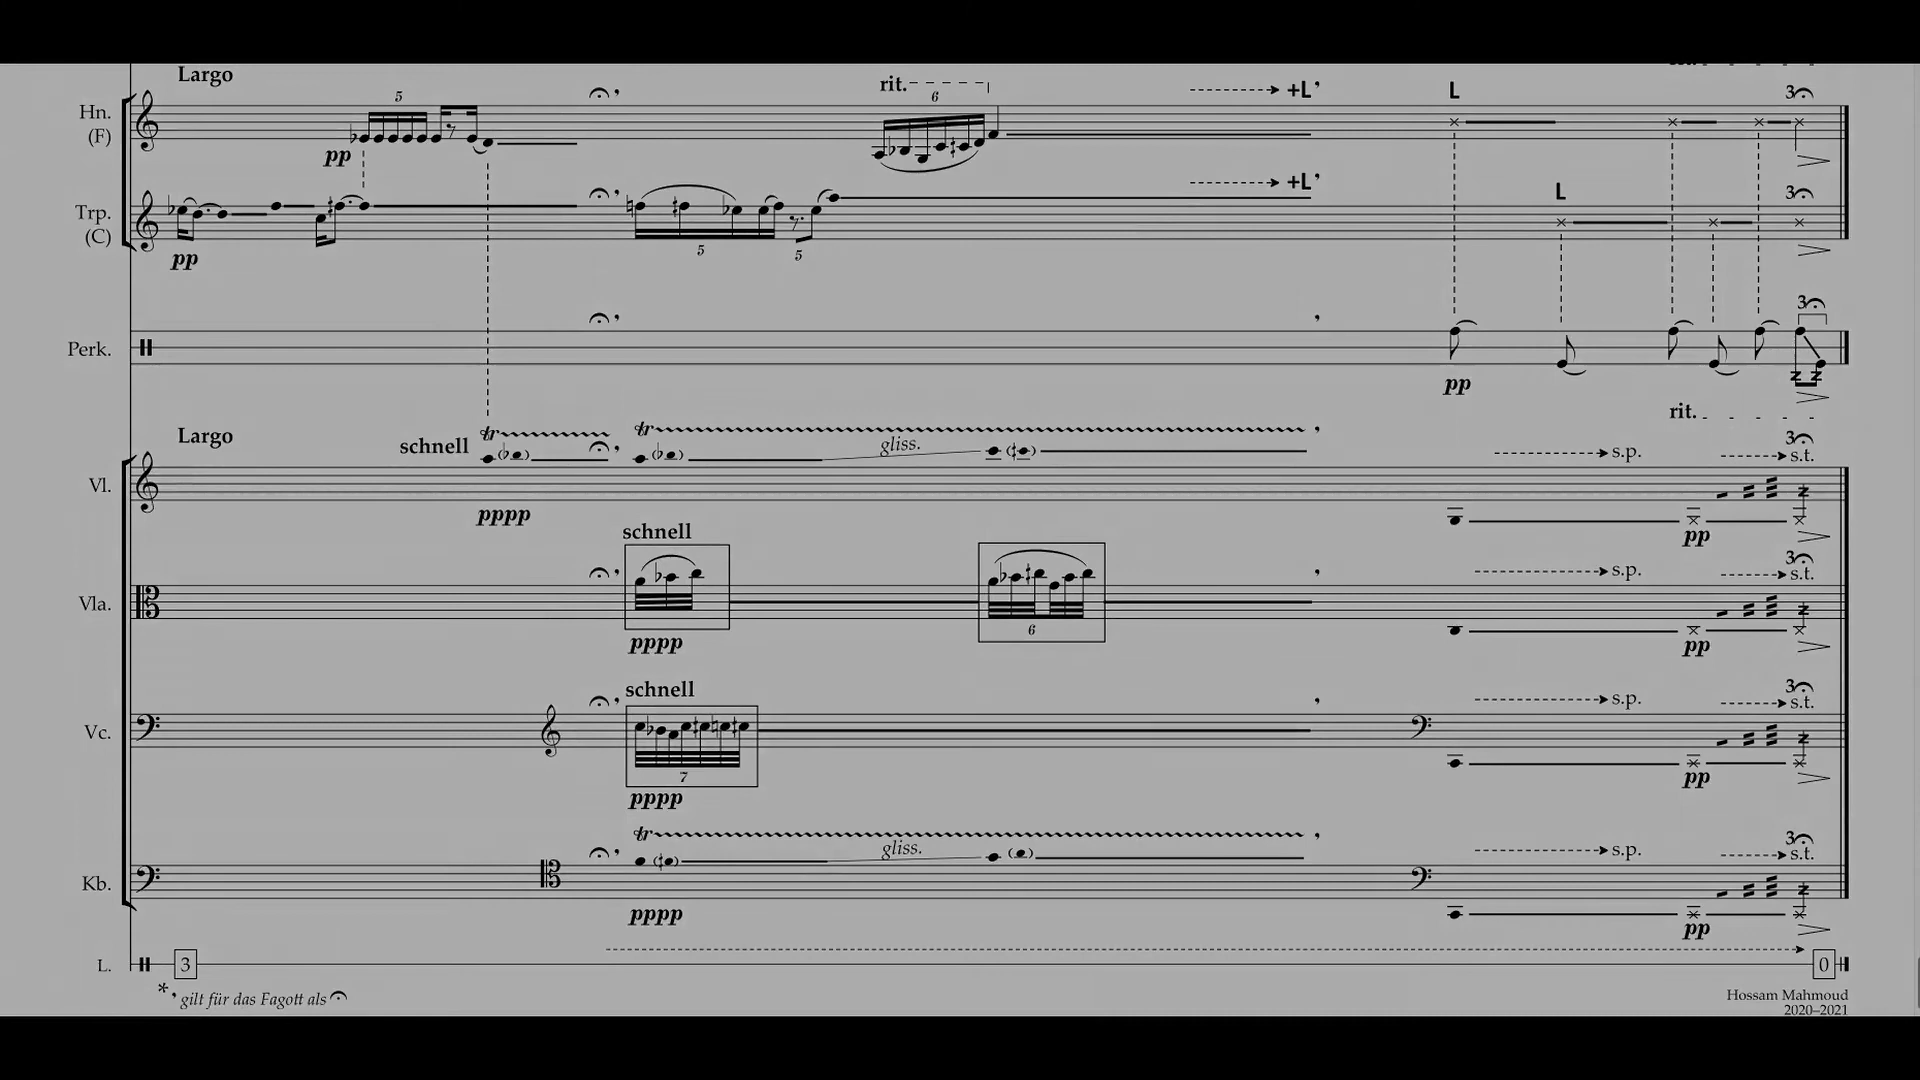 Largo
5
rit.
6
+L
L
3
Hn.
(F)
pp
+L
L
3
Trp.
(C)
pp
5
5
3
Perk.
pp
rit.
Largo
schnell
tr
tr
gliss.
s.p.
3
s.t.
Vl.
pppp
pp
schnell
s.p.
3
s.t.
Vla.
6
pppp
pp
schnell
s.p.
3
s.t.
Vc.
7
pppp
pp
tr
gliss.
s.p.
3
s.t.
Kb.
pppp
pp
L.
3
0
*, gilt für das Fagott als
Hossam Mahmoud
2020–2021